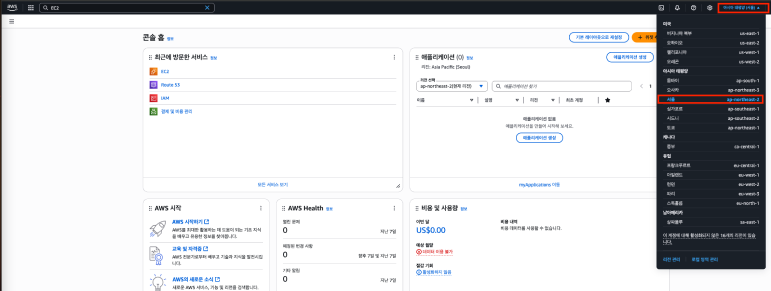 aws
EC2
아시아 태평양 (서울)
콘솔 홈 정보
기본 레이아웃으로 재설정
+ 위젯
최근에 방문한 서비스 정보
EC2
Route 53
IAM
결제 및 비용 관리
모든 서비스 보기
애플리케이션 (0) 정보
애플리케이션 생성
리전: Asia Pacific (Seoul)
리전 선택
ap-northeast-2(현재 리전)
애플리케이션 찾기
1
이름
설명
리전
최초 계정
애플리케이션 없음
애플리케이션을 만들어 시작해 보세요.
애플리케이션 생성
myApplications 이동
AWS 시작
AWS 시작하기
AWS를 최대한 활용하는 데 도움이 되는 기초 지식
을 배우고 유용한 정보를 찾아봅니다.
교육 및 자격증
AWS 전문가로부터 배우고 기술과 지식을 발전시킵
니다.
AWS의 새로운 소식
새로운 AWS 서비스, 기능 및 리전을 검색합니다.
AWS Health 정보
열린 문제
0
지난 7일
예정된 변경 사항
0
향후 7일 및 지난 7일
기타 알림
0
지난 7일
비용 및 사용량 정보
이번 달
US$0.00
예상 월말
데이터 이용 불가
절감 기회
활성화되지 않음
비용 내역
비용 데이터를 사용할 수 없습니다.
미국
버지니아 북부 us-east-1
오하이오 us-east-2
캘리포니아 us-west-1
오레곤 us-west-2
아시아 태평양
뭄바이 ap-south-1
오사카 ap-northeast-3
서울 ap-northeast-2
싱가포르 ap-southeast-1
시드니 ap-southeast-2
도쿄 ap-northeast-1
캐나다
중부 ca-central-1
유럽
프랑크푸르트 eu-central-1
아일랜드 eu-west-1
런던 eu-west-2
파리 eu-west-3
스톡홀름 eu-north-1
남아메리카
상파울루 sa-east-1
이 계정에 대해 활성화되지 않은 16개의 리전이 있습
니다.
리전 관리
로컬 영역 관리